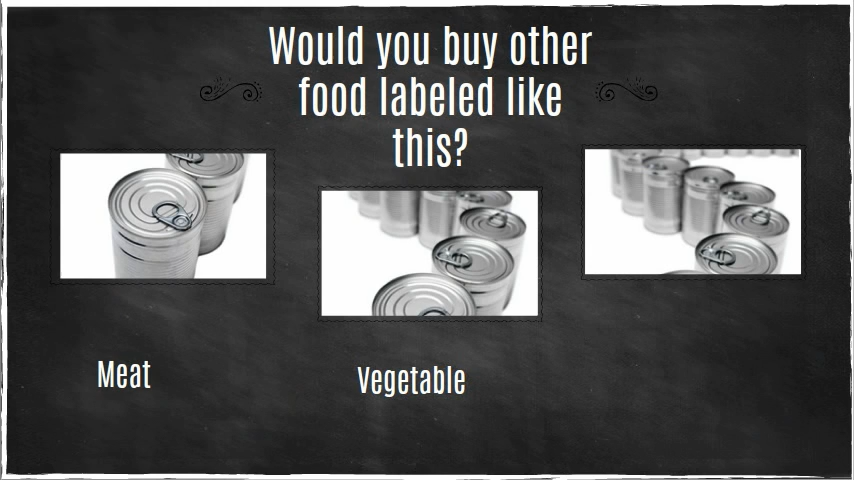 Would you buy other
food labeled like
this?
Meat
Vegetable